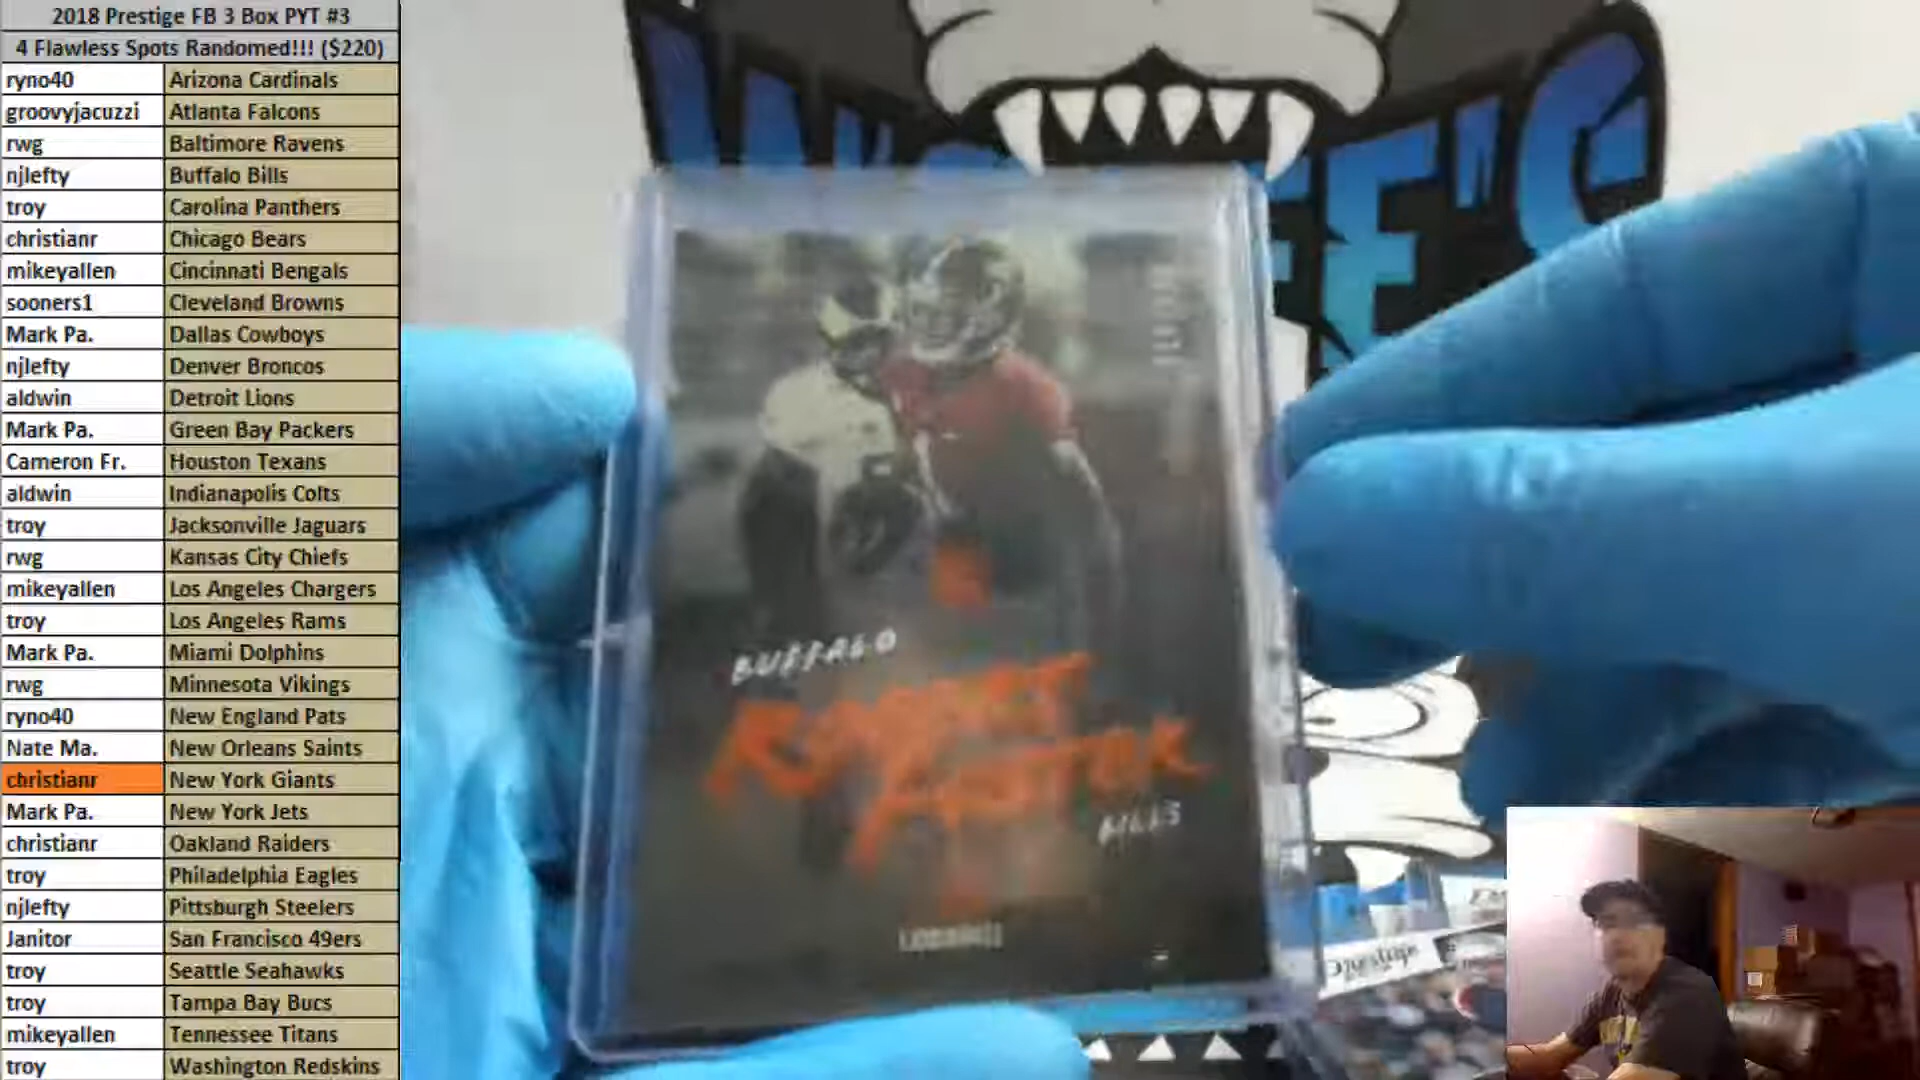 2018 Prestige FB 3 Box PYT #3
4 Flawless Spots Randomed!!! ($220)
ryno40 Arizona Cardinals
groovyjacuzzi Atlanta Falcons
rwg Baltimore Ravens
njlefty Buffalo Bills
troy Carolina Panthers
christianr Chicago Bears
mikeyallen Cincinnati Bengals
sooners1 Cleveland Browns
Mark Pa. Dallas Cowboys
njlefty Denver Broncos
aldwin Detroit Lions
Mark Pa. Green Bay Packers
Cameron Fr. Houston Texans
aldwin Indianapolis Colts
troy Jacksonville Jaguars
rwg Kansas City Chiefs
mikeyallen Los Angeles Chargers
troy Los Angeles Rams
Mark Pa. Miami Dolphins
rwg Minnesota Vikings
ryno40 New England Pats
Nate Ma. New Orleans Saints
christianr New York Giants
Mark Pa. New York Jets
christianr Oakland Raiders
troy Philadelphia Eagles
njlefty Pittsburgh Steelers
Janitor San Francisco 49ers
troy Seattle Seahawks
troy Tampa Bay Bucs
mikeyallen Tennessee Titans
troy Washington Redskins
BUFFALO
BILLS
Prestige